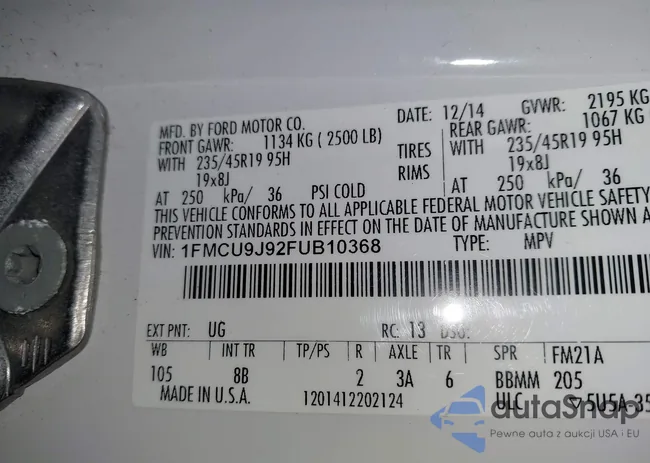 MFD. BY FORD MOTOR CO.
DATE: 12/14 GVWR: 2195 KG
FRONT GAWR: 1134 KG ( 2500 LB)
REAR GAWR: 1067 KG
WITH 235/45R19 95H TIRES WITH 235/45R19 95H
19x8J RIMS 19x8J
AT 250 kPa/ 36 PSI COLD AT 250 kPa/ 36
THIS VEHICLE CONFORMS TO ALL APPLICABLE FEDERAL MOTOR VEHICLE SAFETY
PREVENTION STANDARDS IN EFFECT ON THE DATE OF MANUFACTURE SHOWN A
VIN: 1FMCU9J92FUB10368 TYPE: MPV
EXT PNT: UG RC: 13 DSO:
WB INT TR TP/PS R AXLE TR SPR FM21A
105 8B 2 3A 6 BBMM 205
MADE IN U.S.A. 1201412202124 ULC 5U5A-35
autoSnap
Pewne auta z aukcji USA i EU